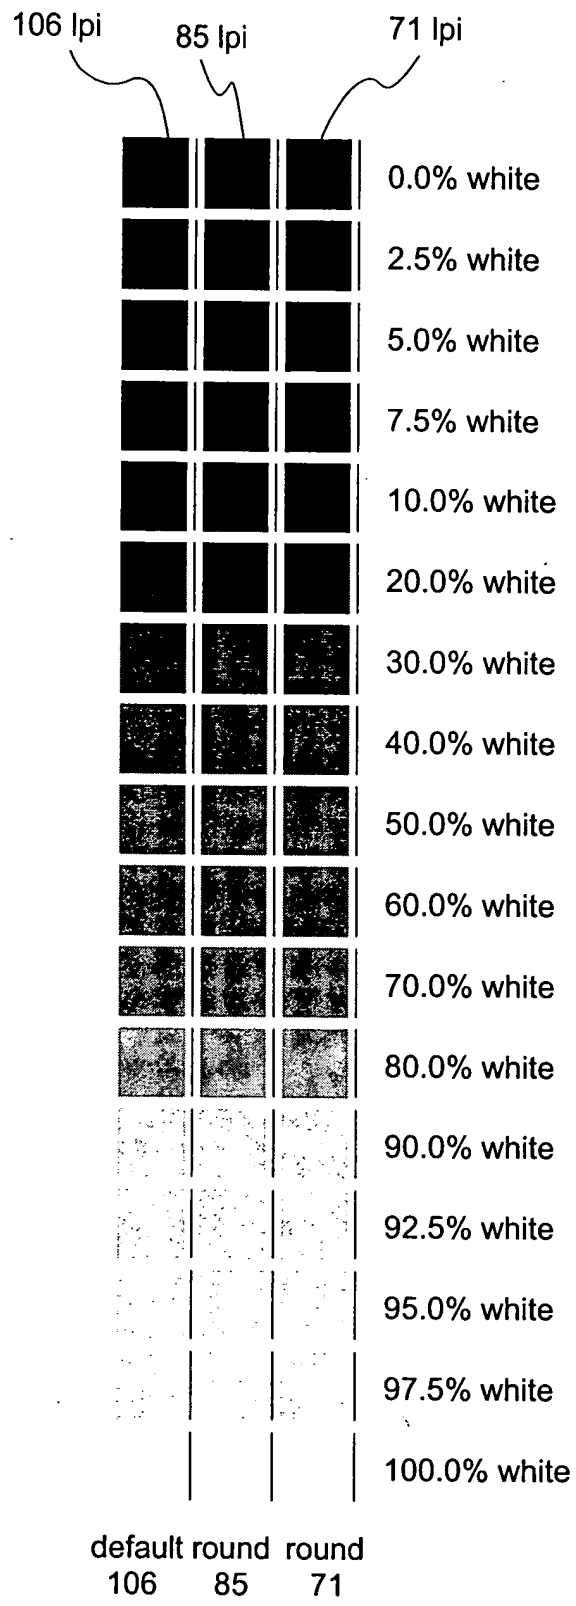 106 lpi 85 lpi 71 lpi
0.0% white
2.5% white
5.0% white
7.5% white
10.0% white
20.0% white
30.0% white
40.0% white
50.0% white
60.0% white
70.0% white
80.0% white
90.0% white
92.5% white
95.0% white
97.5% white
100.0% white
default round round
106 85 71